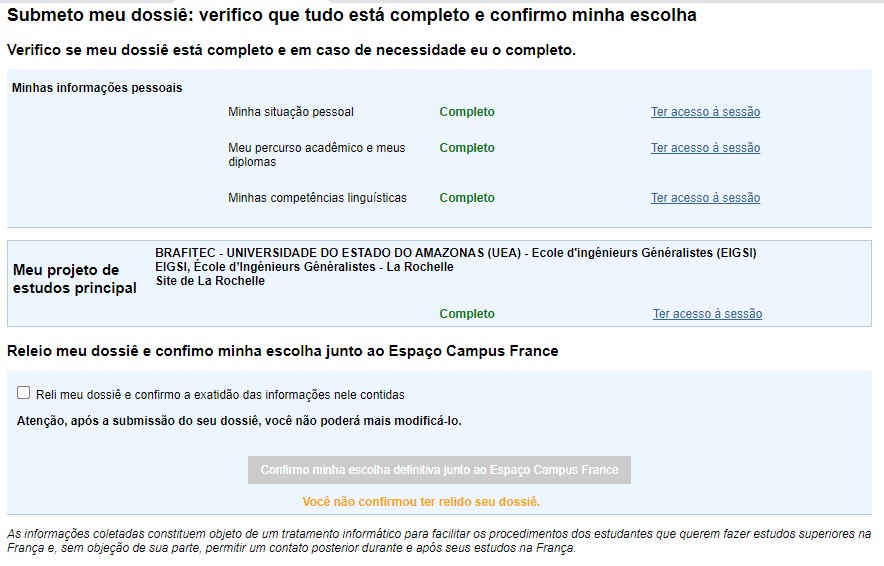 Submeto meu dossiê: verifico que tudo está completo e confirmo minha escolha
Verifico se meu dossiê está completo e em caso de necessidade eu o completo.
Minhas informações pessoais
Minha situação pessoal Completo Ter acesso à sessão
Meu percurso acadêmico e meus diplomas Completo Ter acesso à sessão
Minhas competências linguísticas Completo Ter acesso à sessão
Meu projeto de estudos principal
BRAFITEC - UNIVERSIDADE DO ESTADO DO AMAZONAS (UEA) - Ecole d'ingénieurs Généralistes (EIGSI)
EIGSI, École d'Ingénieurs Généralistes - La Rochelle
Site de La Rochelle
Completo Ter acesso à sessão
Releio meu dossiê e confimo minha escolha junto ao Espaço Campus France
Reli meu dossiê e confirmo a exatidão das informações nele contidas
Atenção, após a submissão do seu dossiê, você não poderá mais modificá-lo.
Confirmo minha escolha definitiva junto ao Espaço Campus France
Você não confirmou ter relido seu dossiê.
As informações coletadas constituem objeto de um tratamento informático para facilitar os procedimentos dos estudantes que querem fazer estudos superiores na
França e, sem objeção de sua parte, permitir um contato posterior durante e após seus estudos na França.